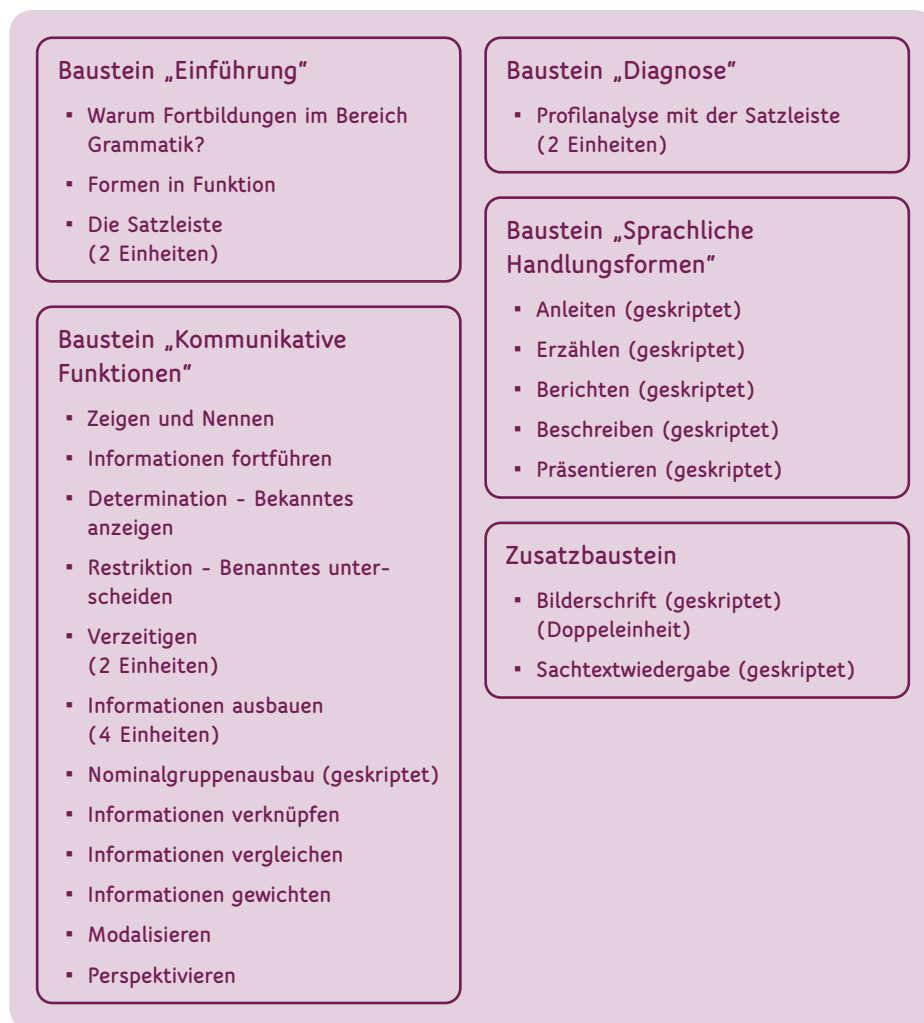 Baustein „Einführung“
▪ Warum Fortbildungen im Bereich
Grammatik?
▪ Formen in Funktion
▪ Die Satzleiste
(2 Einheiten)
Baustein „Kommunikative
Funktionen“
▪ Zeigen und Nennen
▪ Informationen fortführen
▪ Determination - Bekanntes
anzeigen
▪ Restriktion - Benanntes unter-
scheiden
▪ Verzeitigen
(2 Einheiten)
▪ Informationen ausbauen
(4 Einheiten)
▪ Nominalgruppenausbau (geskriptet)
▪ Informationen verknüpfen
▪ Informationen vergleichen
▪ Informationen gewichten
▪ Modalisieren
▪ Perspektivieren
Baustein „Diagnose“
▪ Profilanalyse mit der Satzleiste
(2 Einheiten)
Baustein „Sprachliche
Handlungsformen“
▪ Anleiten (geskriptet)
▪ Erzählen (geskriptet)
▪ Berichten (geskriptet)
▪ Beschreiben (geskriptet)
▪ Präsentieren (geskriptet)
Zusatzbaustein
▪ Bilderschrift (geskriptet)
(Doppeleinheit)
▪ Sachtextwiedergabe (geskriptet)